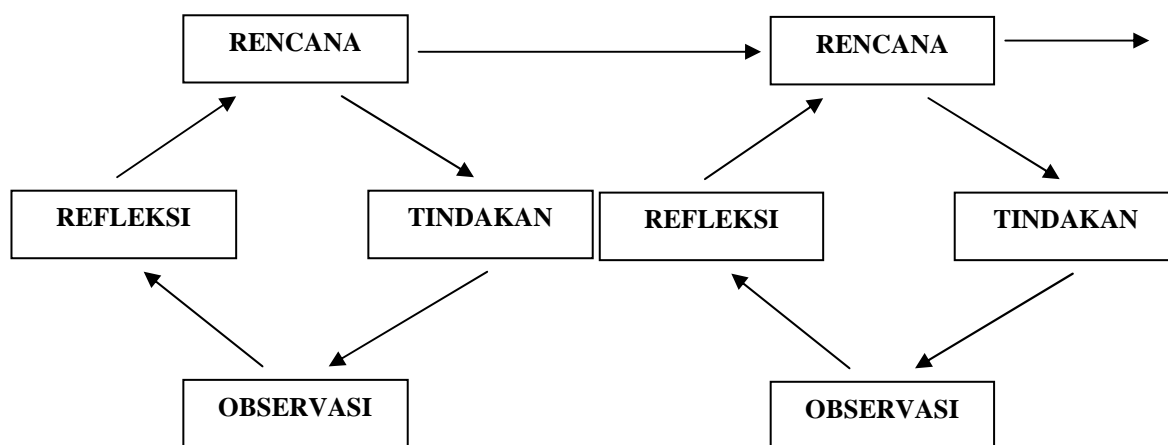 RENCANA
RENCANA
REFLEKSI
TINDAKAN
REFLEKSI
TINDAKAN
OBSERVASI
OBSERVASI